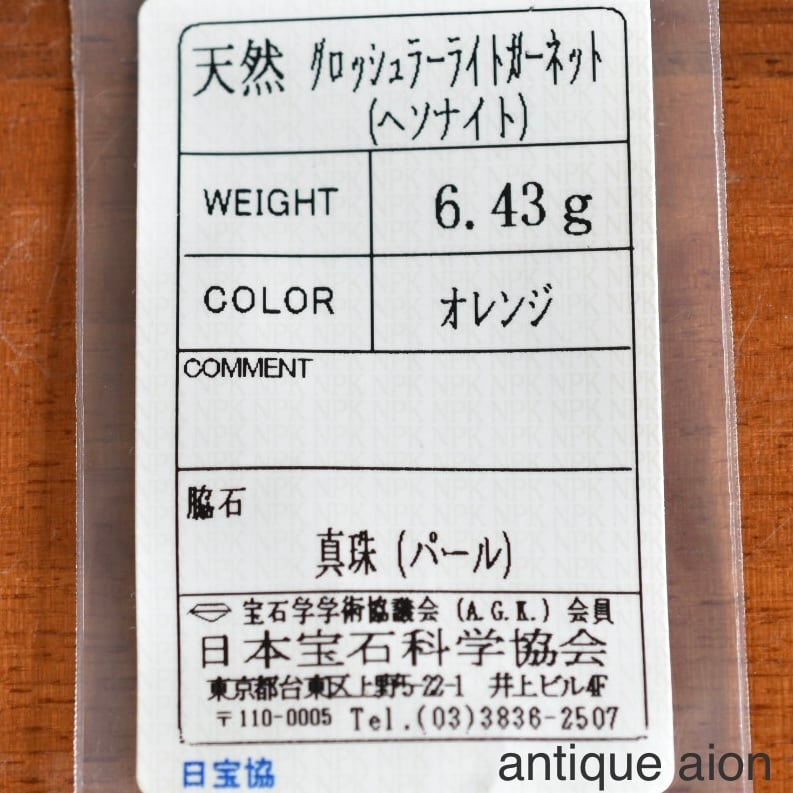 天然 グロッシュラーライトガーネット
(ヘソナイト)
WEIGHT 6.43 g
COLOR オレンジ
COMMENT
脇石
真珠 (パール)
宝石学学術協議会 (A.G.K.) 会員
日本宝石科学協会
東京都台東区上野5-22-1 井上ビル4F
〒110-0005 Tel.(03)3836-2507
日宝協
antique aion